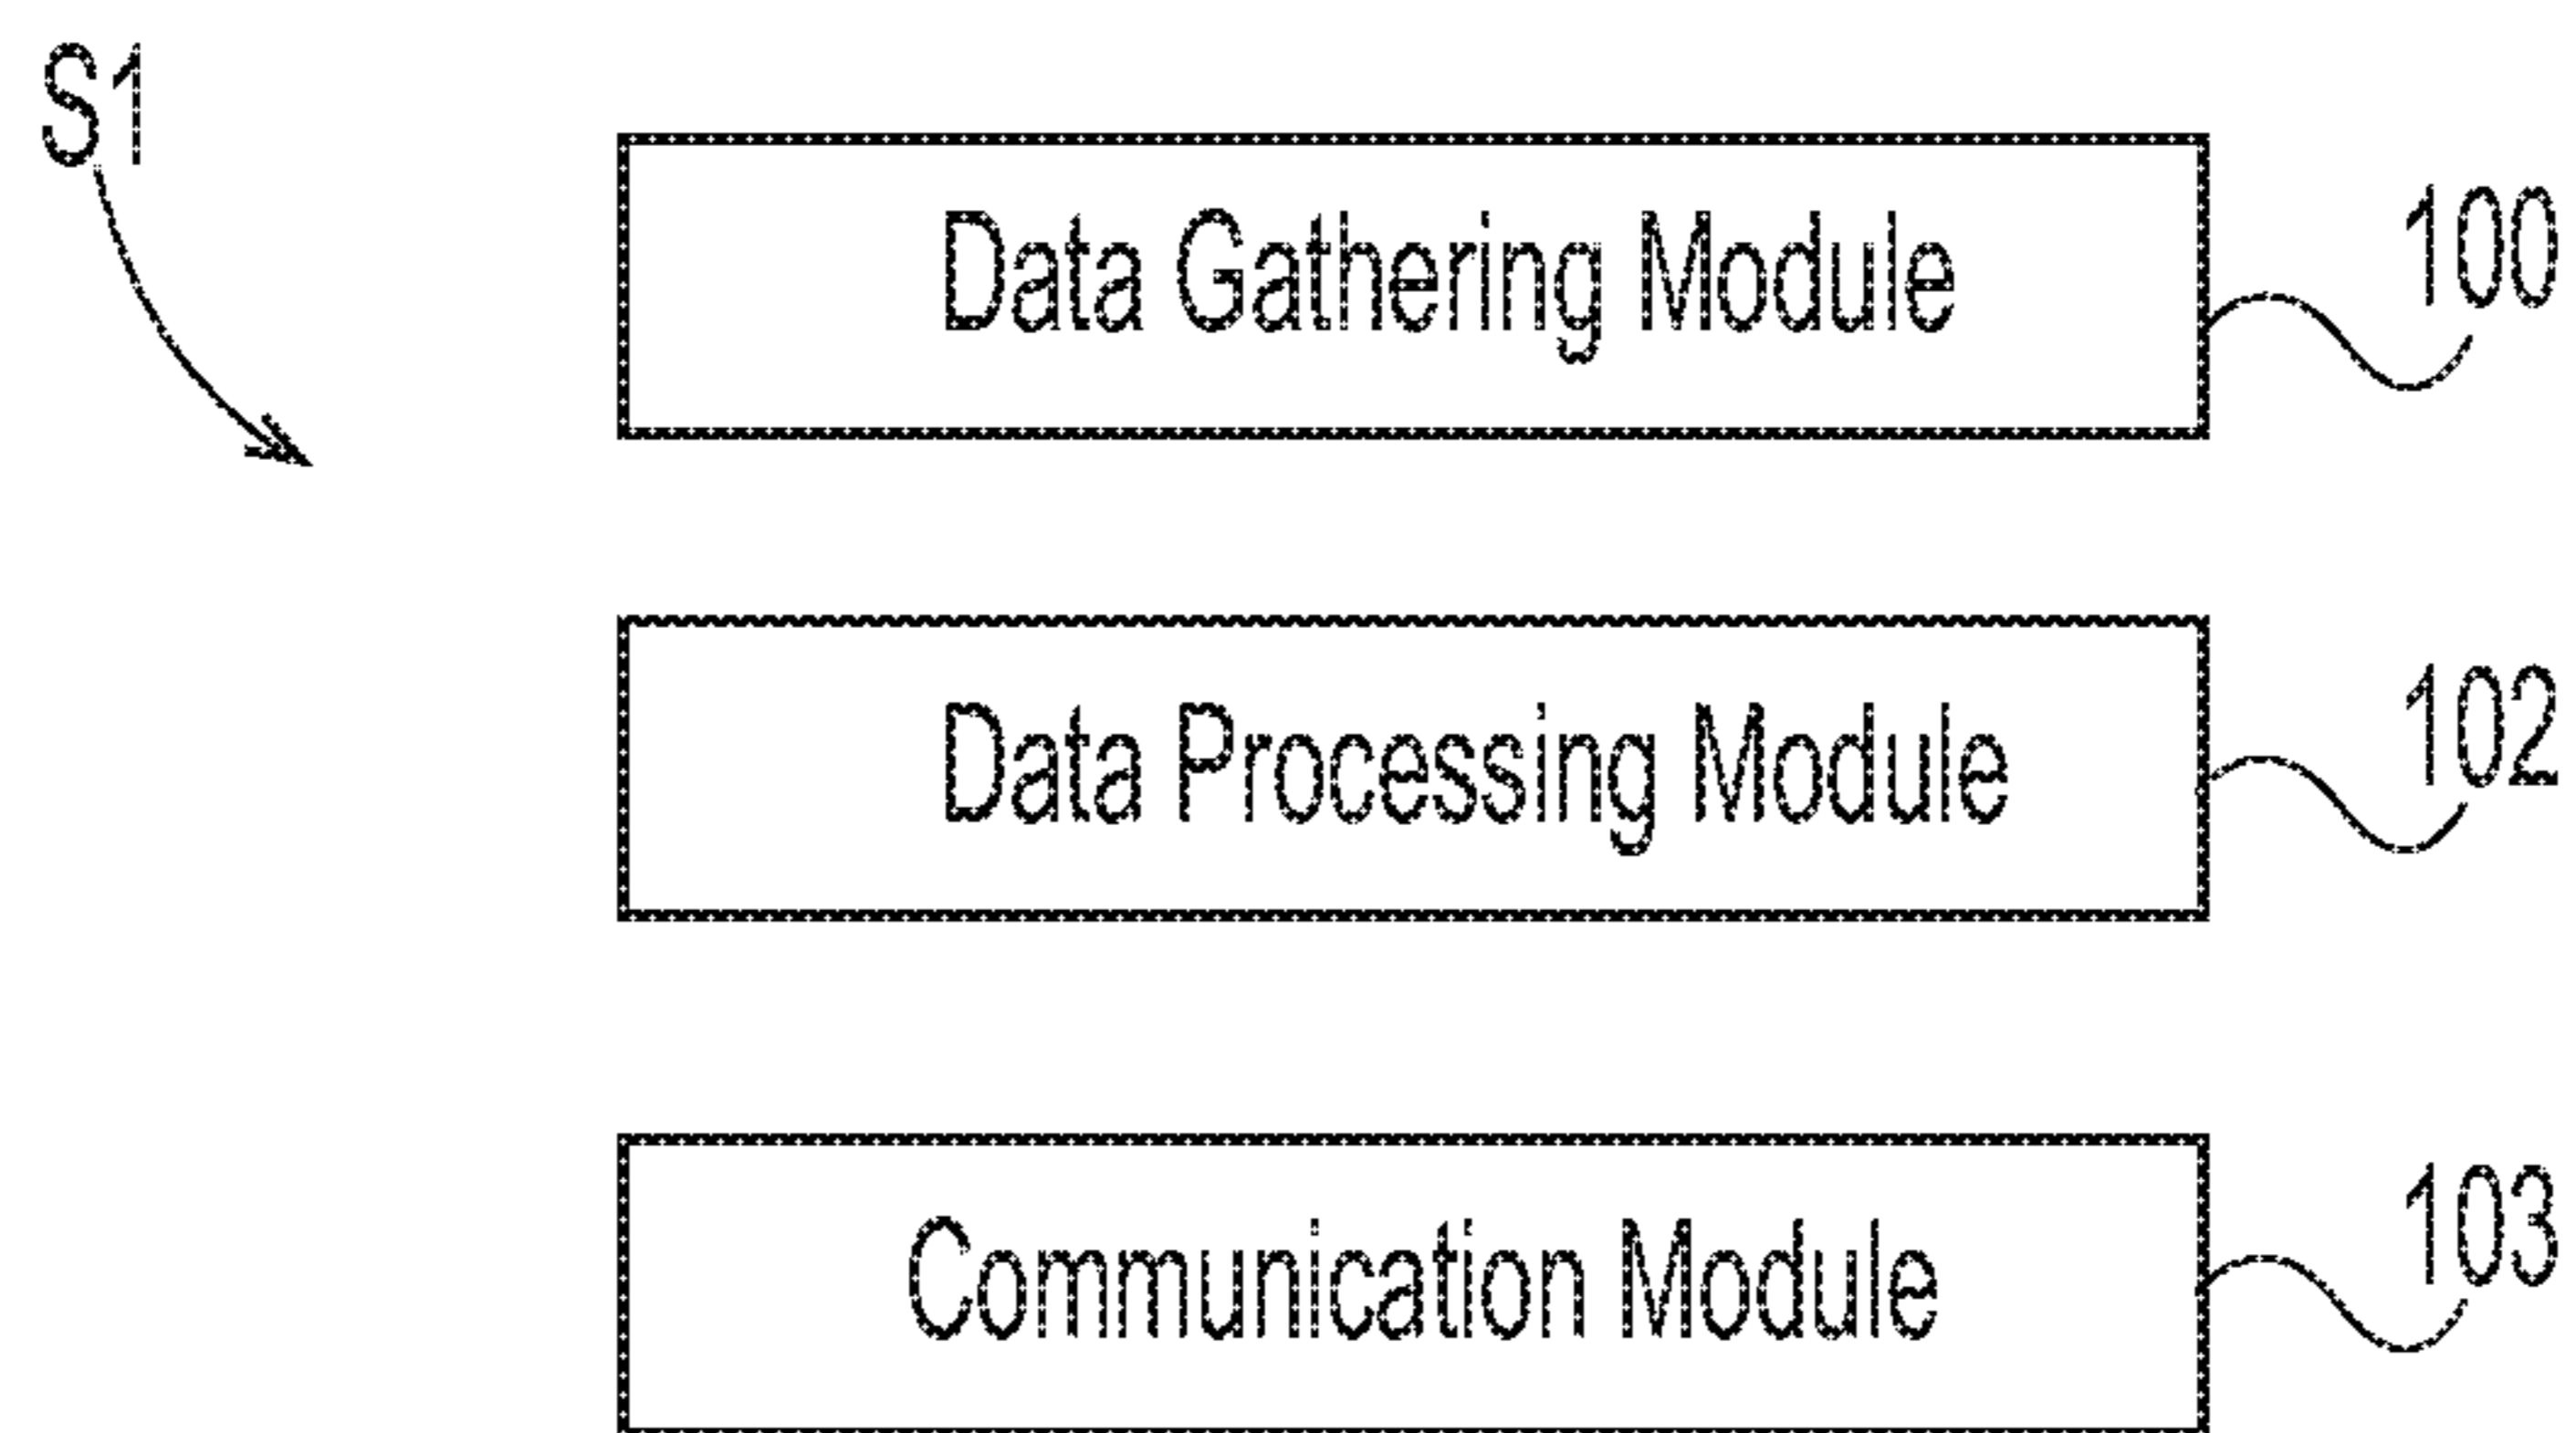 S1
Data Gathering Module
100
Data Processing Module
102
Communication Module
103